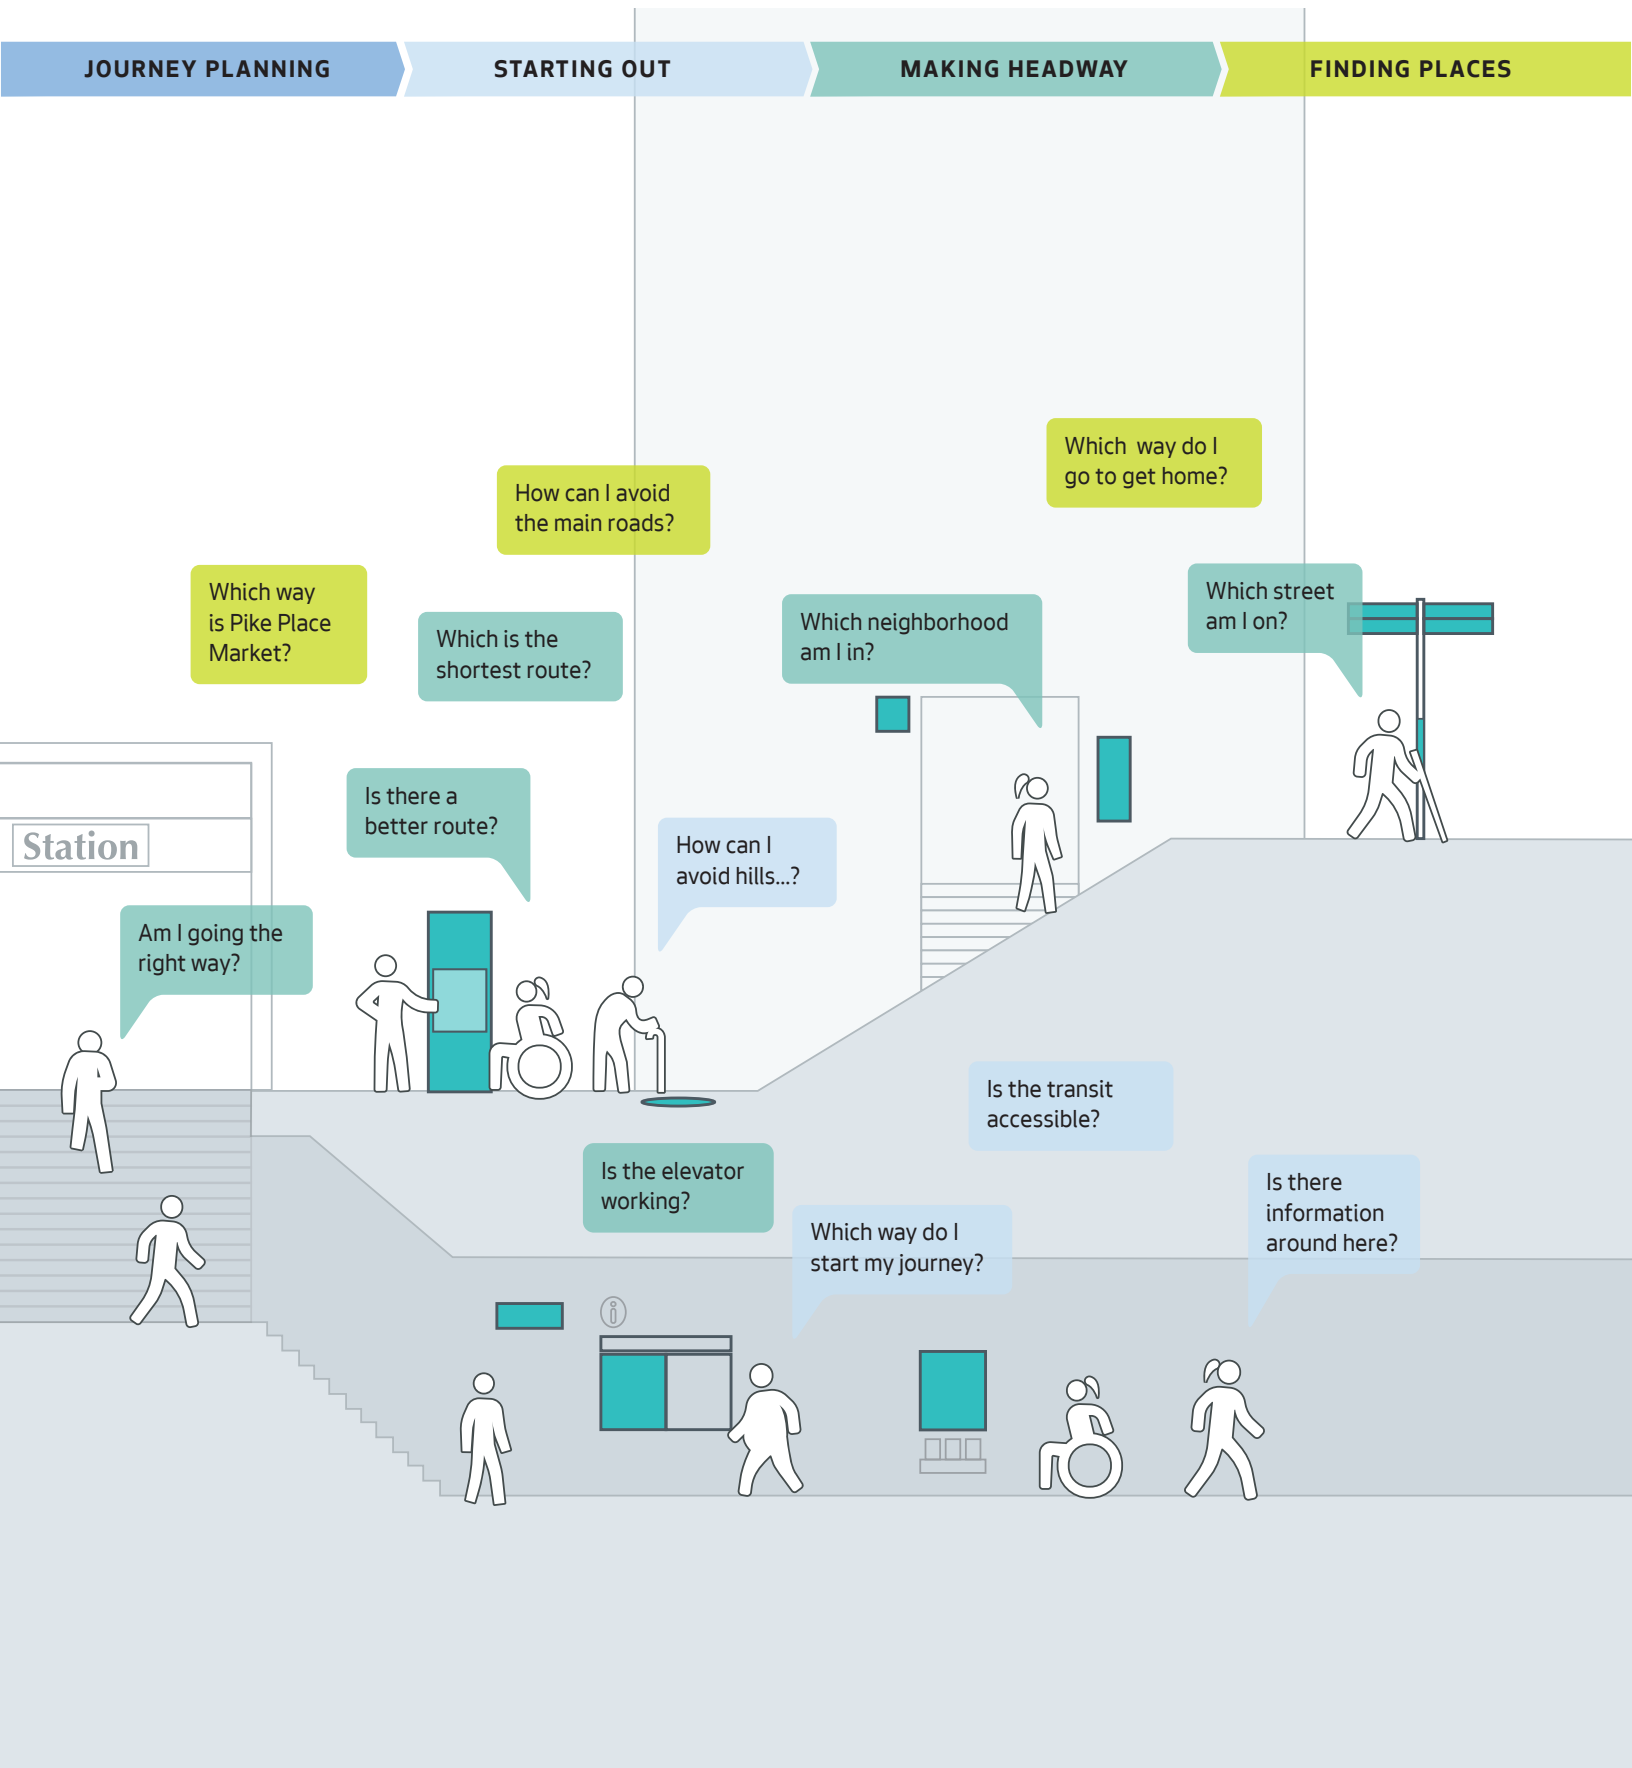 JOURNEY PLANNING
STARTING OUT
MAKING HEADWAY
FINDING PLACES
Which way do I
go to get home?
How can I avoid
the main roads?
Which way
is Pike Place
Market?
Which street
am I on?
Which neighborhood
am I in?
Which is the
shortest route?
Is there a
better route?
How can I
avoid hills...?
Station
Am I going the
right way?
Is the transit
accessible?
Is the elevator
working?
Is there
information
around here?
Which way do I
start my journey?
i